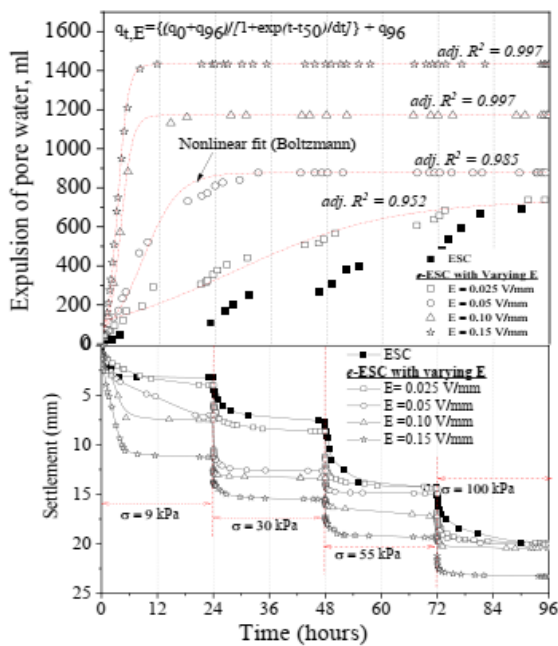 q_t,E={(q0+q96)/[1+exp(t-t50)/dt]} + q96
1600
1400
1200
1000
800
600
400
200
0
Expulsion of pore water, ml
adj. R² = 0.997
adj. R² = 0.997
Nonlinear fit (Boltzmann)
adj. R² = 0.985
adj. R² = 0.952
ESC
e-ESC with Varying E
E = 0.025 V/mm
E = 0.05 V/mm
E = 0.10 V/mm
E = 0.15 V/mm
0
5
10
15
20
25
Settlement (mm)
ESC
e-ESC with varying E
E= 0.025 V/mm
E =0.05 V/mm
E =0.10 V/mm
E =0.15 V/mm
σ = 9 kPa
σ = 30 kPa
σ = 55 kPa
σ = 100 kPa
0 12 24 36 48 60 72 84 96
Time (hours)